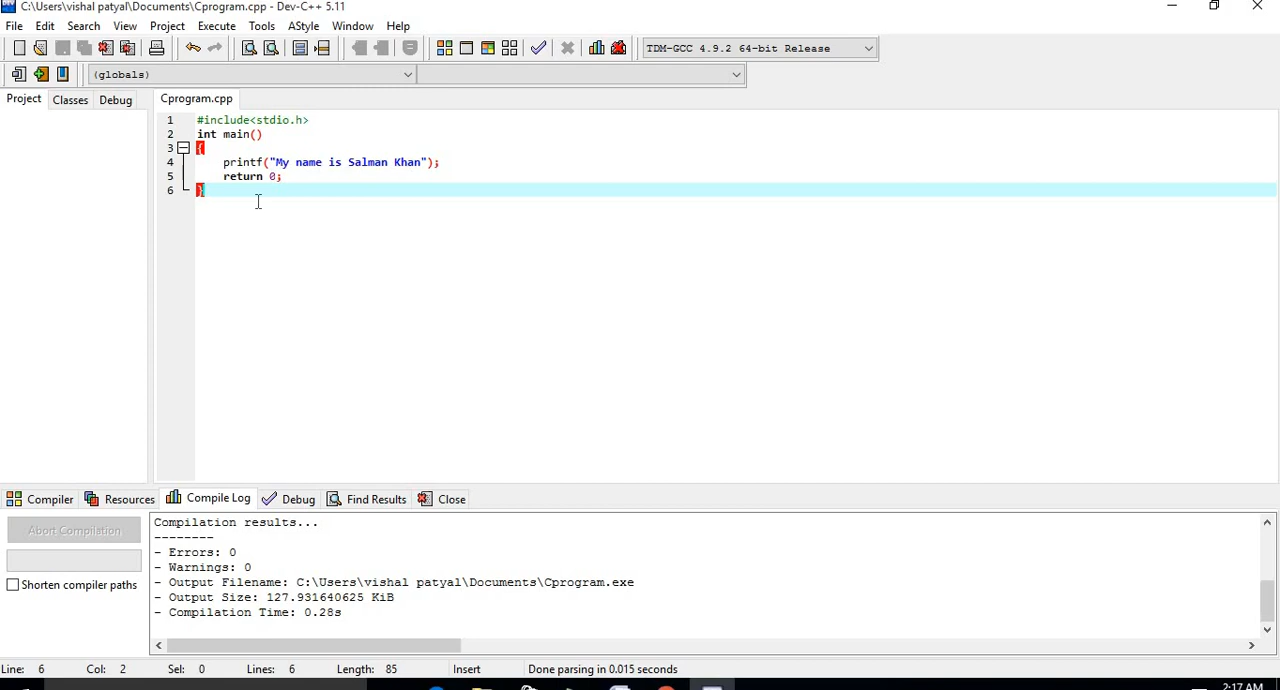 C:\Users\vishal patyal\Documents\Cprogram.cpp - Dev-C++ 5.11
File Edit Search View Project Execute Tools AStyle Window Help
TDM-GCC 4.9.2 64-bit Release
(globals)
Project Classes Debug Cprogram.cpp
1 #include<stdio.h>
2 int main()
3 {
4 printf("My name is Salman Khan");
5 return 0;
6 }
Compiler Resources Compile Log Debug Find Results Close
Abort Compilation
Shorten compiler paths
Compilation results...
--------
- Errors: 0
- Warnings: 0
- Output Filename: C:\Users\vishal patyal\Documents\Cprogram.exe
- Output Size: 127.931640625 KiB
- Compilation Time: 0.28s
Line: 6 Col: 2 Sel: 0 Lines: 6 Length: 85 Insert Done parsing in 0.015 seconds
2:17 AM